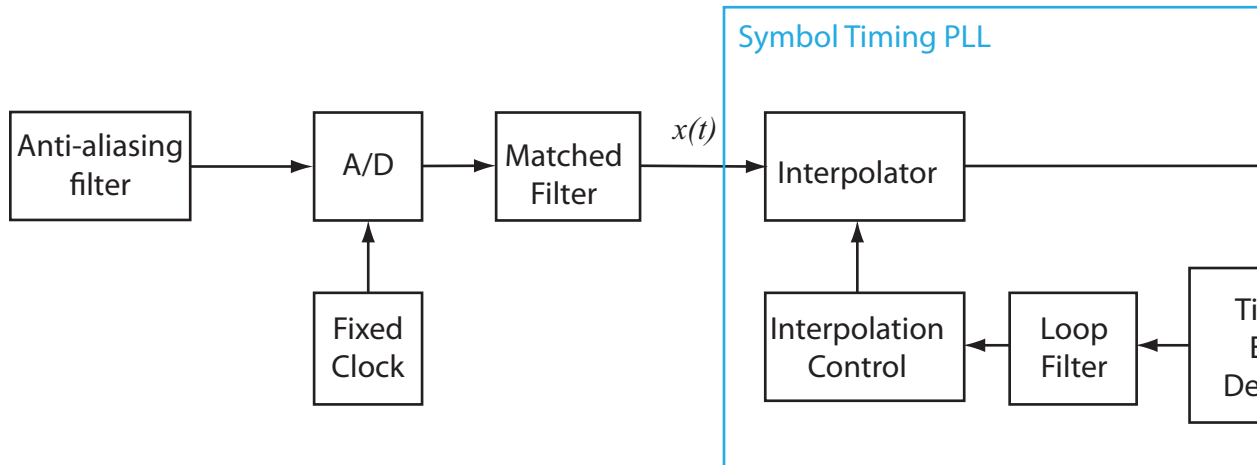 Symbol Timing PLL
Anti-aliasing
filter
A/D
Matched
Filter
x(t)
Interpolator
Fixed
Clock
Interpolation
Control
Loop
Filter